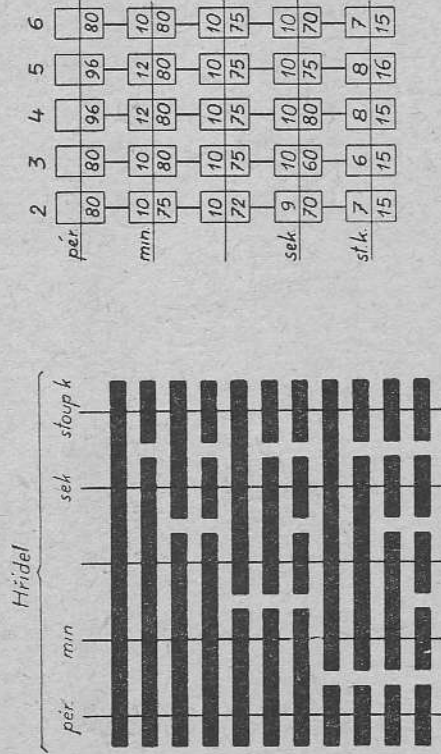 Hřídel
pér. min sek stoup k
2 3 4 5 6
pér.
80 80 96 96 80
min.
10 10 12 12 10
75 80 80 80 80
10 10 10 10 10
72 75 75 75 75
sek.
9 10 10 10 10
70 60 80 75 70
st.k.
7 6 8 8 7
15 15 15 16 15